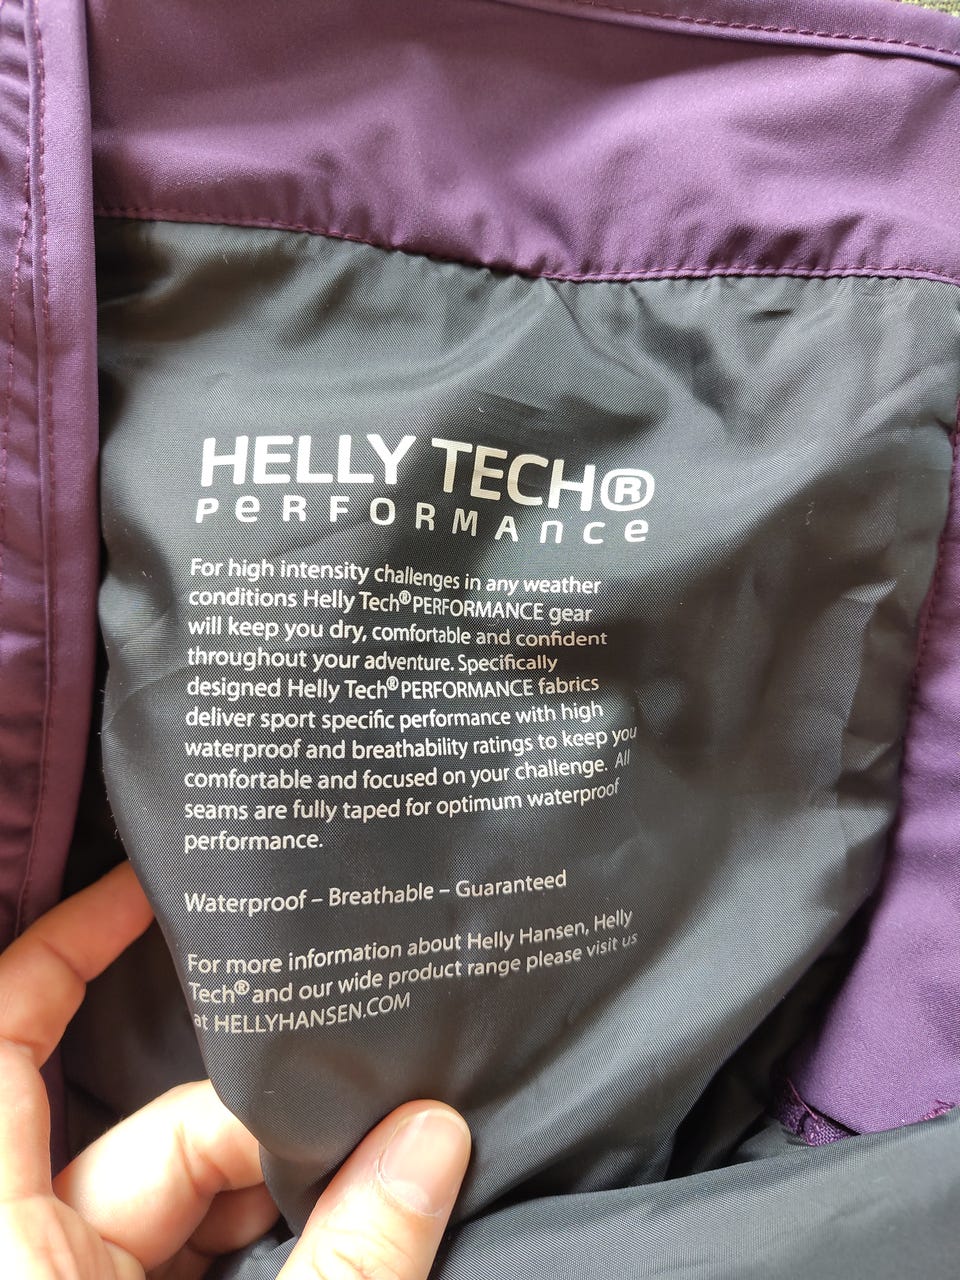 HELLY TECH®
PERFORMANCE
For high intensity challenges in any weather
conditions Helly Tech® PERFORMANCE gear
will keep you dry, comfortable and confident
throughout your adventure. Specifically
designed Helly Tech® PERFORMANCE fabrics
deliver sport specific performance with high
waterproof and breathability ratings to keep you
comfortable and focused on your challenge. All
seams are fully taped for optimum waterproof
performance.
Waterproof – Breathable – Guaranteed
For more information about Helly Hansen, Helly
Tech® and our wide product range please visit us
at HELLYHANSEN.COM